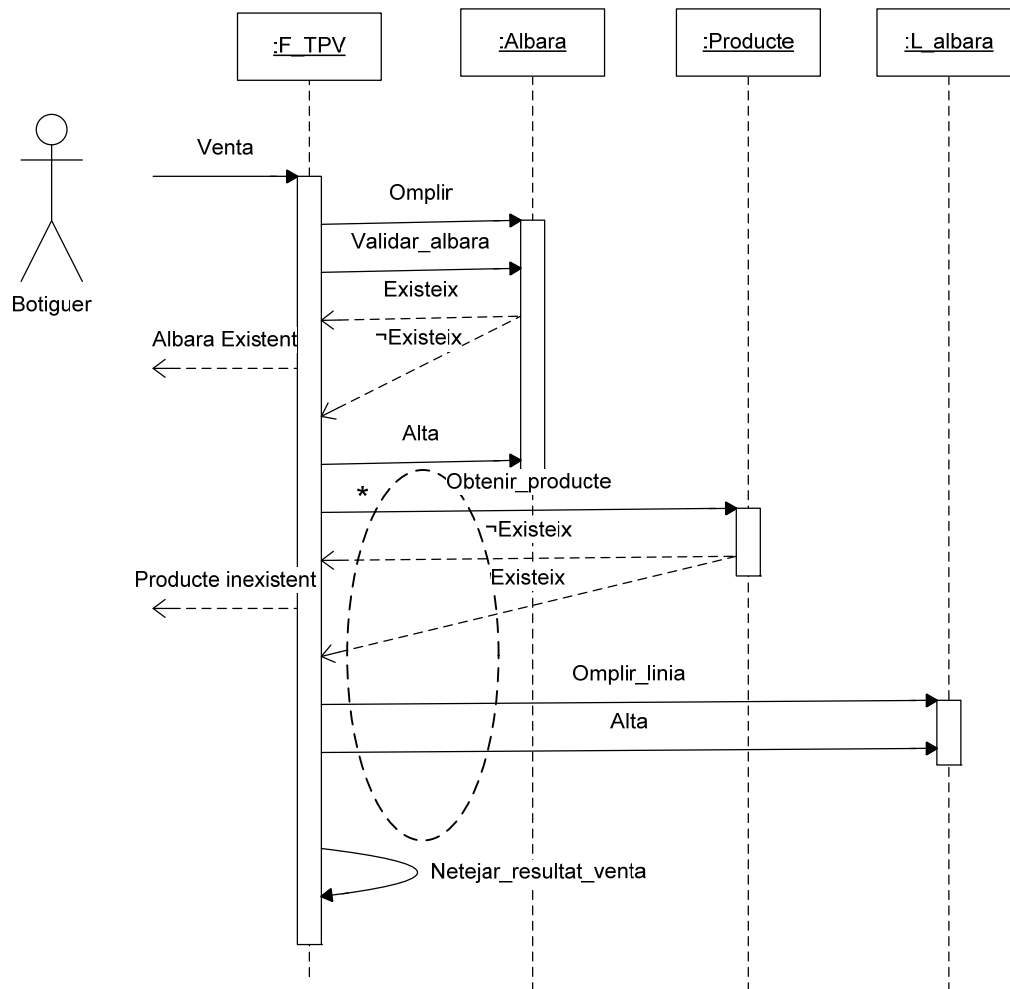 :F_TPV
:Albara
:Producte
:L_albara
Venta
Omplir
Validar_albara
Existeix
¬Existeix
Albara Existent
Botiguer
Alta
Obtenir_producte
*
¬Existeix
Existeix
Producte inexistent
Omplir_linia
Alta
Netejar_resultat_venta